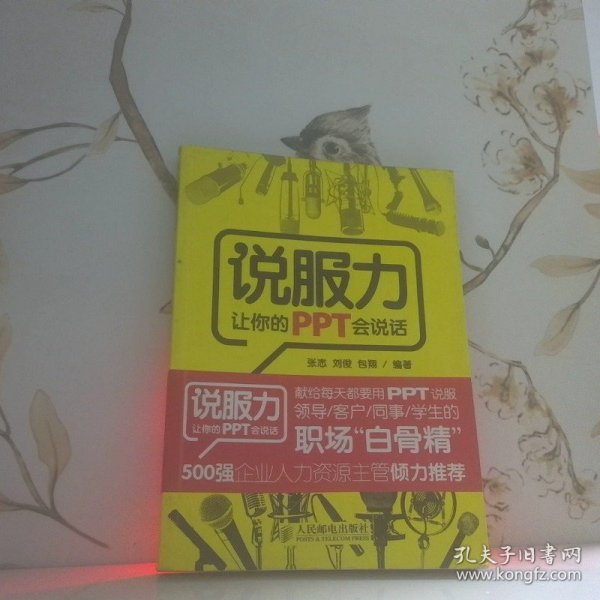 说服力
让你的PPT会说话
张志 刘俊 包翔 / 编著
说服力
让你的PPT会说话
献给每天都要用PPT说服
领导/客户/同事/学生的
职场“白骨精”
500强企业人力资源主管倾力推荐
人民邮电出版社
POSTS & TELECOM PRESS
孔夫子旧书网
www.kongfz.com